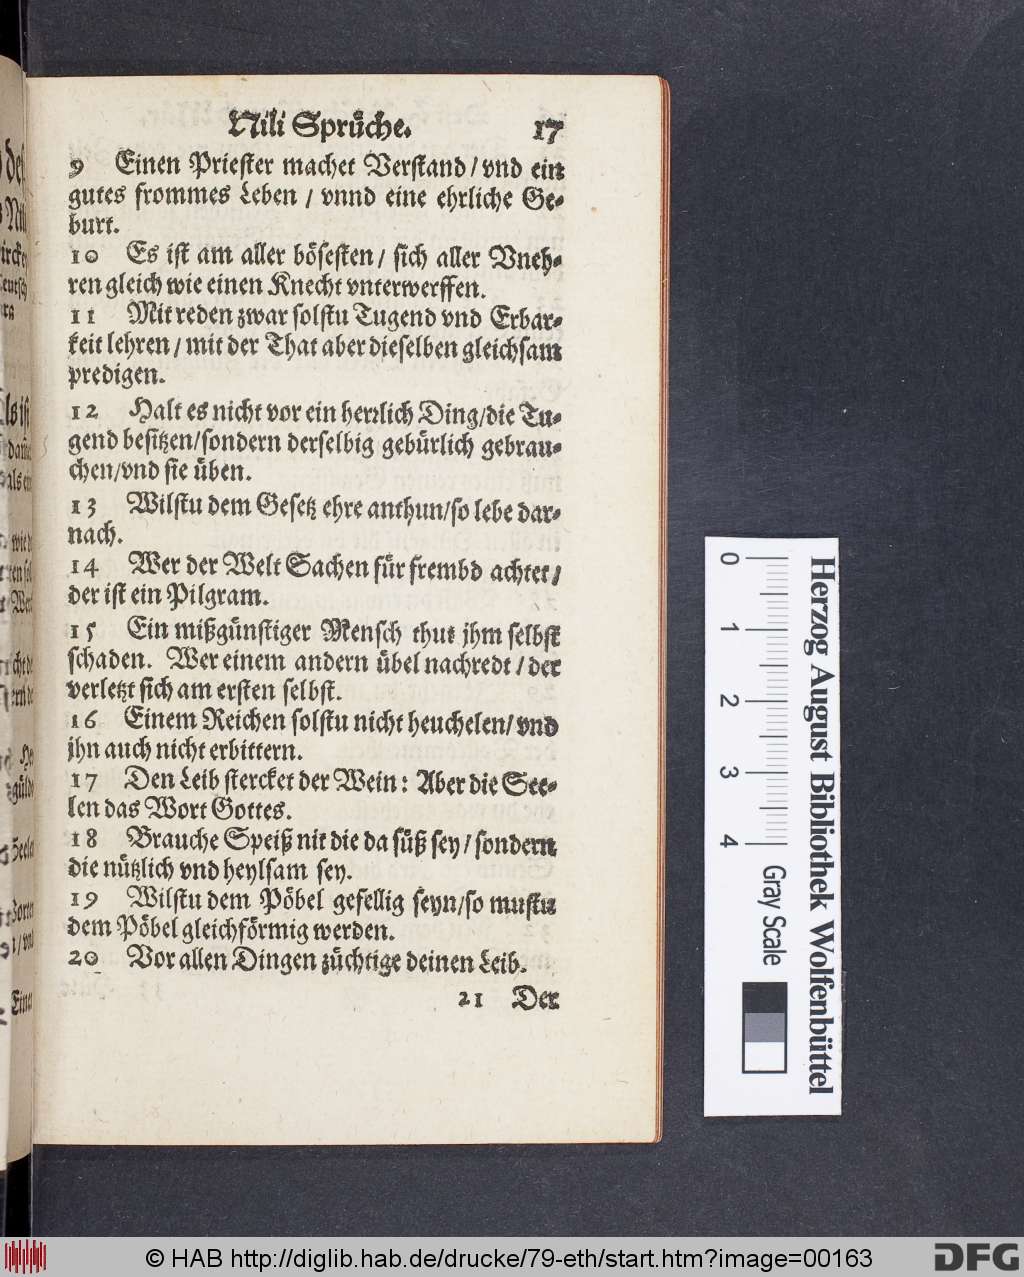 Nili Sprüche. 17
9 Einen Priester machet Verstand / vnd ein
gutes frommes Leben / vnnd eine ehrliche Ge-
burt.
10 Es ist am aller bösesten / sich aller Vneh-
ren gleich wie einen Knecht vnterwerffen.
11 Mit reden zwar solstu Tugend vnd Erbar-
keit lehren / mit der That aber dieselben gleichsam
predigen.
12 Halt es nicht vor ein herrlich Ding/die Tu-
gend besitzen/sondern derselbig gebürlich gebrau-
chen/vnd sie üben.
13 Wilstu dem Gesetz ehre anthun/so lebe dar-
nach.
14 Wer der Welt Sachen für frembd achtet /
der ist ein Pilgram.
15 Ein mißgünstiger Mensch thut jhm selbst
schaden. Wer einem andern übel nachredt / der
verletzt sich am ersten selbst.
16 Einem Reichen solstu nicht heuchelen/ vnd
jhn auch nicht erbittern.
17 Den Leib stercket der Wein : Aber die See-
len das Wort Gottes.
18 Brauche Speiß nit die da süß sey / sondern
die nützlich vnd heylsam sey.
19 Wilstu dem Pöbel gefellig seyn/so mustu
dem Pöbel gleichförmig werden.
20 Vor allen Dingen züchtige deinen Leib.
21 Der
Herzog August Bibliothek Wolfenbüttel
0 1 2 3 4 Gray Scale
© HAB http://diglib.hab.de/drucke/79-eth/start.htm?image=00163
DFG